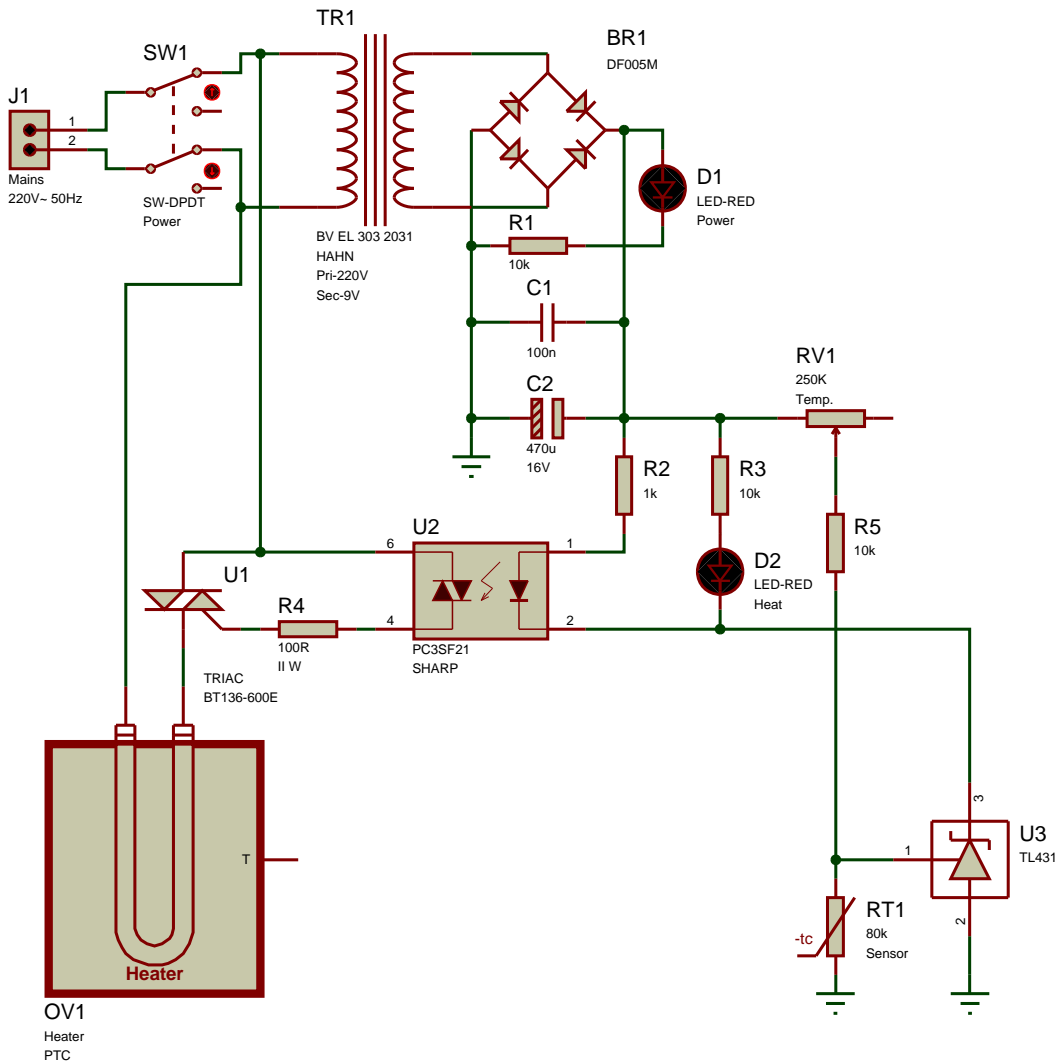 TR1
BR1
DF005M
SW1
J1
1
2
Mains
220V~ 50Hz
SW-DPDT
Power
BV EL 303 2031
HAHN
Pri-220V
Sec-9V
D1
LED-RED
Power
R1
10k
C1
100n
C2
470u
16V
RV1
250K
Temp.
R2
1k
R3
10k
R5
10k
U2
6
1
4
2
PC3SF21
SHARP
D2
LED-RED
Heat
U1
R4
100R
II W
TRIAC
BT136-600E
T
Heater
OV1
Heater
PTC
3
1
2
U3
TL431
-tc
RT1
80k
Sensor